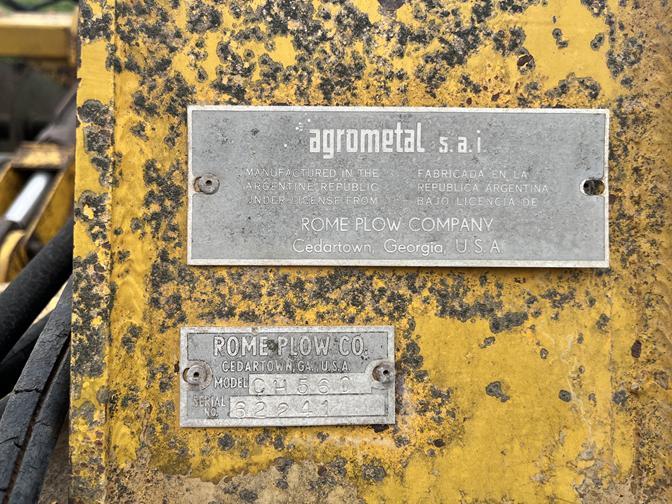 agrometal s.a.i.
MANUFACTURED IN THE
ARGENTINE REPUBLIC
UNDER LICENSE FROM
FABRICADA EN LA
REPUBLICA ARGENTINA
BAJO LICENCIA DE
ROME PLOW COMPANY
Cedartown, Georgia, U.S.A
ROME PLOW CO.
CEDARTOWN, GA., U.S.A.
MODEL
SERIAL NO. 62241